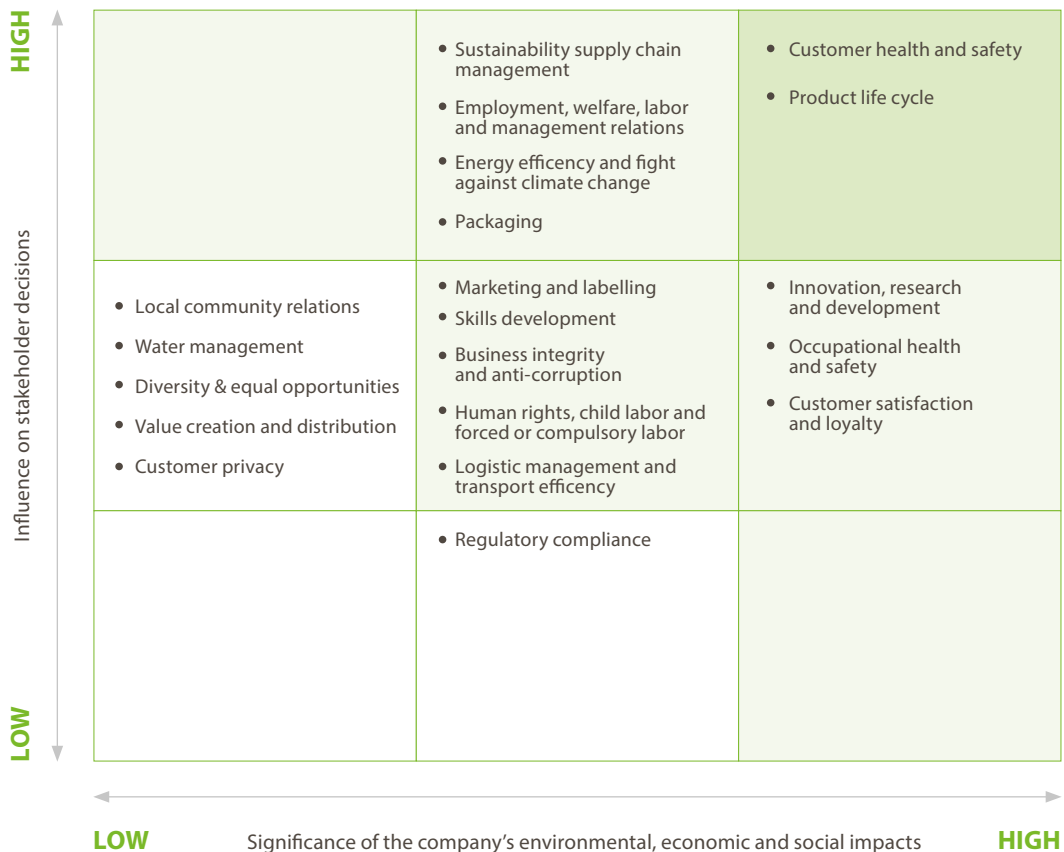 HIGH
Influence on stakeholder decisions
LOW
• Sustainability supply chain
management
• Employment, welfare, labor
and management relations
• Energy efficency and fight
against climate change
• Packaging
• Customer health and safety
• Product life cycle
• Local community relations
• Water management
• Diversity & equal opportunities
• Value creation and distribution
• Customer privacy
• Marketing and labelling
• Skills development
• Business integrity
and anti-corruption
• Human rights, child labor and
forced or compulsory labor
• Logistic management and
transport efficency
• Innovation, research
and development
• Occupational health
and safety
• Customer satisfaction
and loyalty
• Regulatory compliance
LOW
Significance of the company’s environmental, economic and social impacts
HIGH